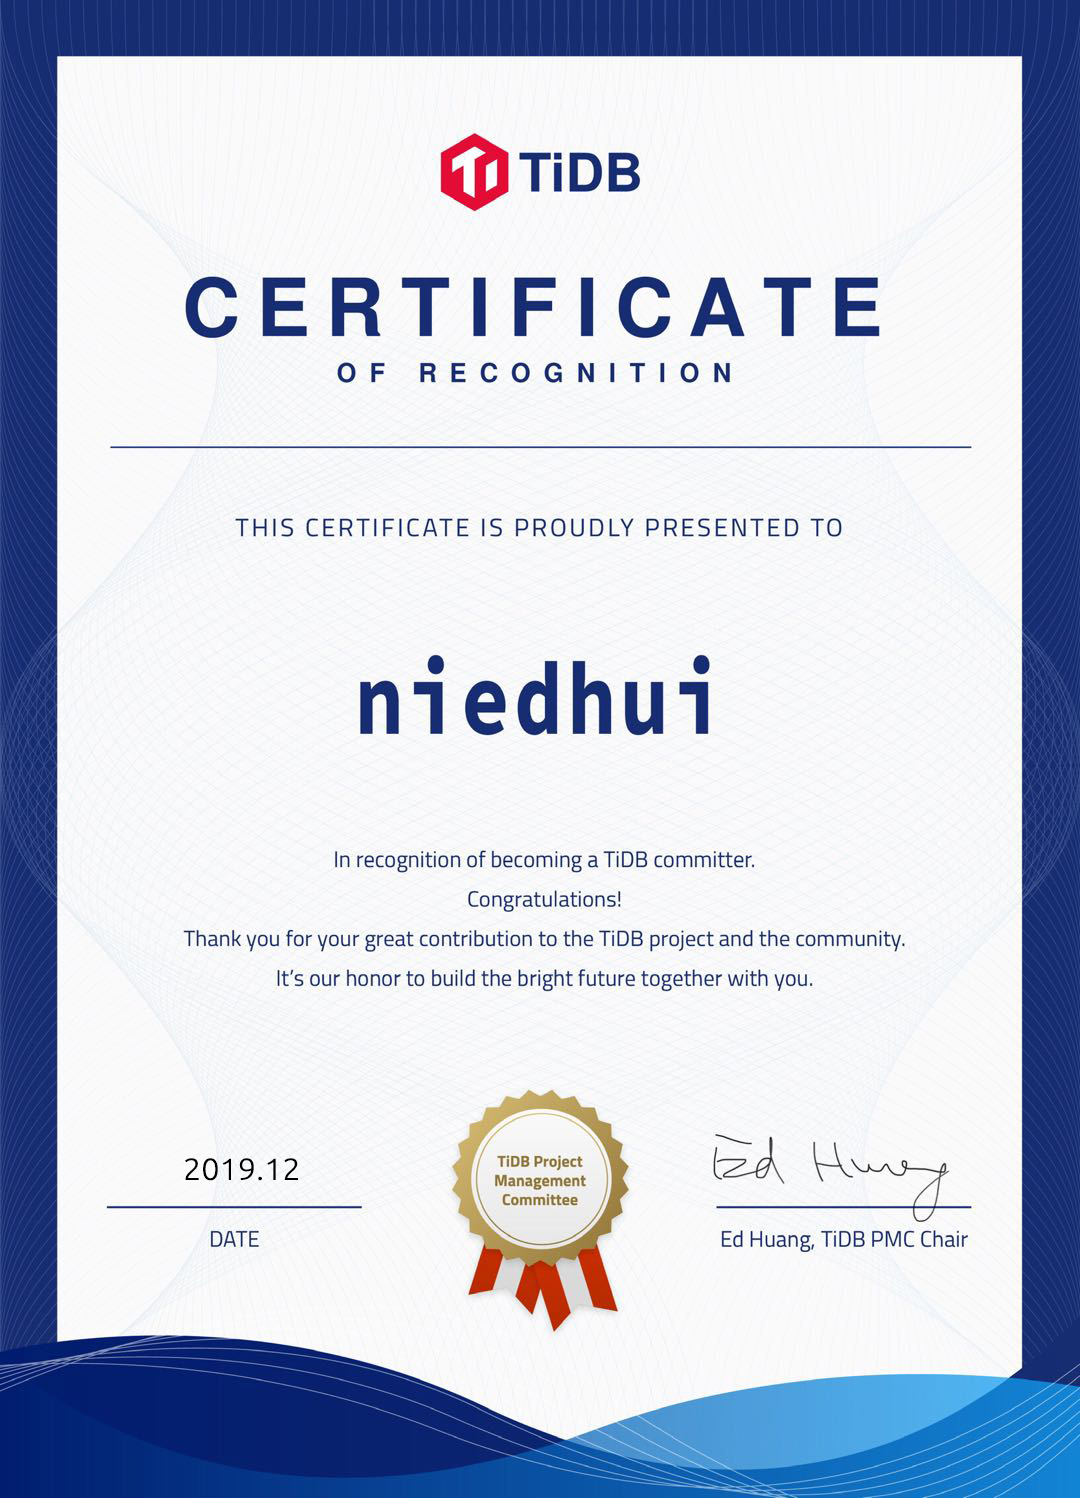 TiDB
CERTIFICATE
OF RECOGNITION
THIS CERTIFICATE IS PROUDLY PRESENTED TO
niedhui
In recognition of becoming a TiDB committer.
Congratulations!
Thank you for your great contribution to the TiDB project and the community.
It’s our honor to build the bright future together with you.
2019.12
DATE
TiDB Project
Management
Committee
Ed Huang
Ed Huang, TiDB PMC Chair